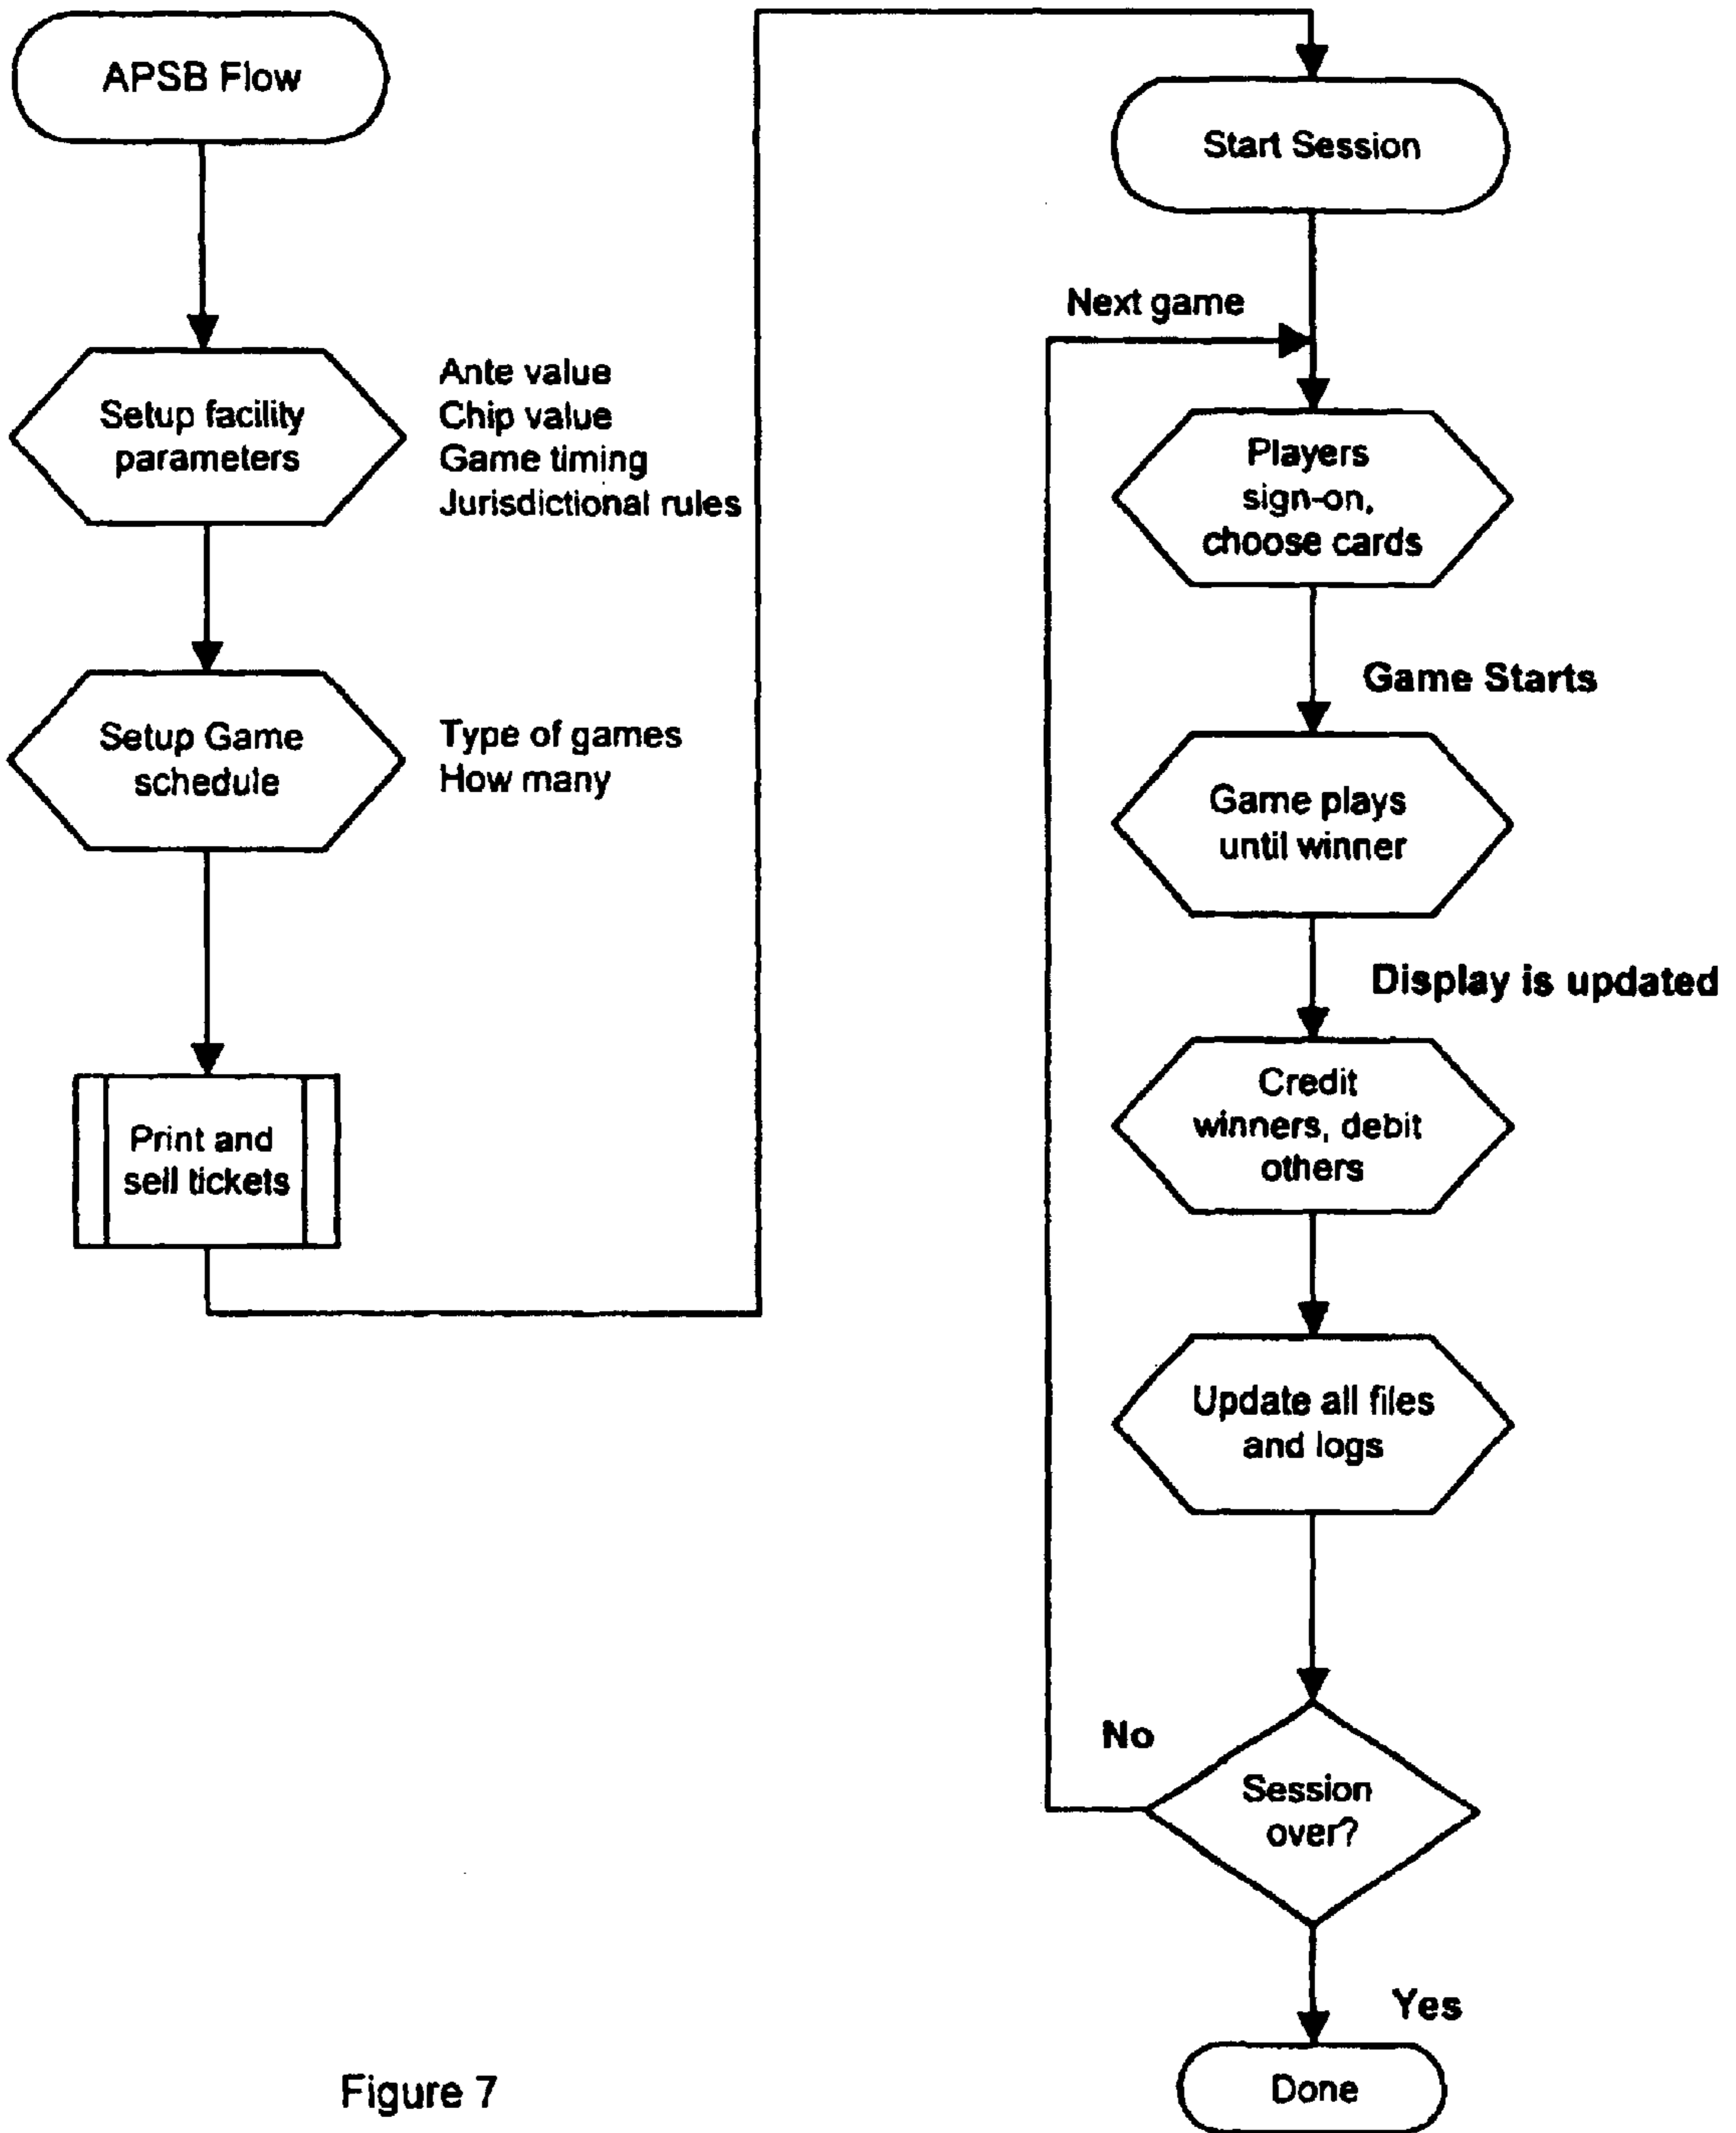 APSB Flow
Setup facility
parameters
Ante value
Chip value
Game timing
Jurisdictional rules
Setup Game
schedule
Type of games
How many
Print and
sell tickets
Start Session
Next game
Players
sign-on,
choose cards
Game Starts
Game plays
until winner
Display is updated
Credit
winners, debit
others
Update all files
and logs
No
Session
over?
Yes
Done
Figure 7